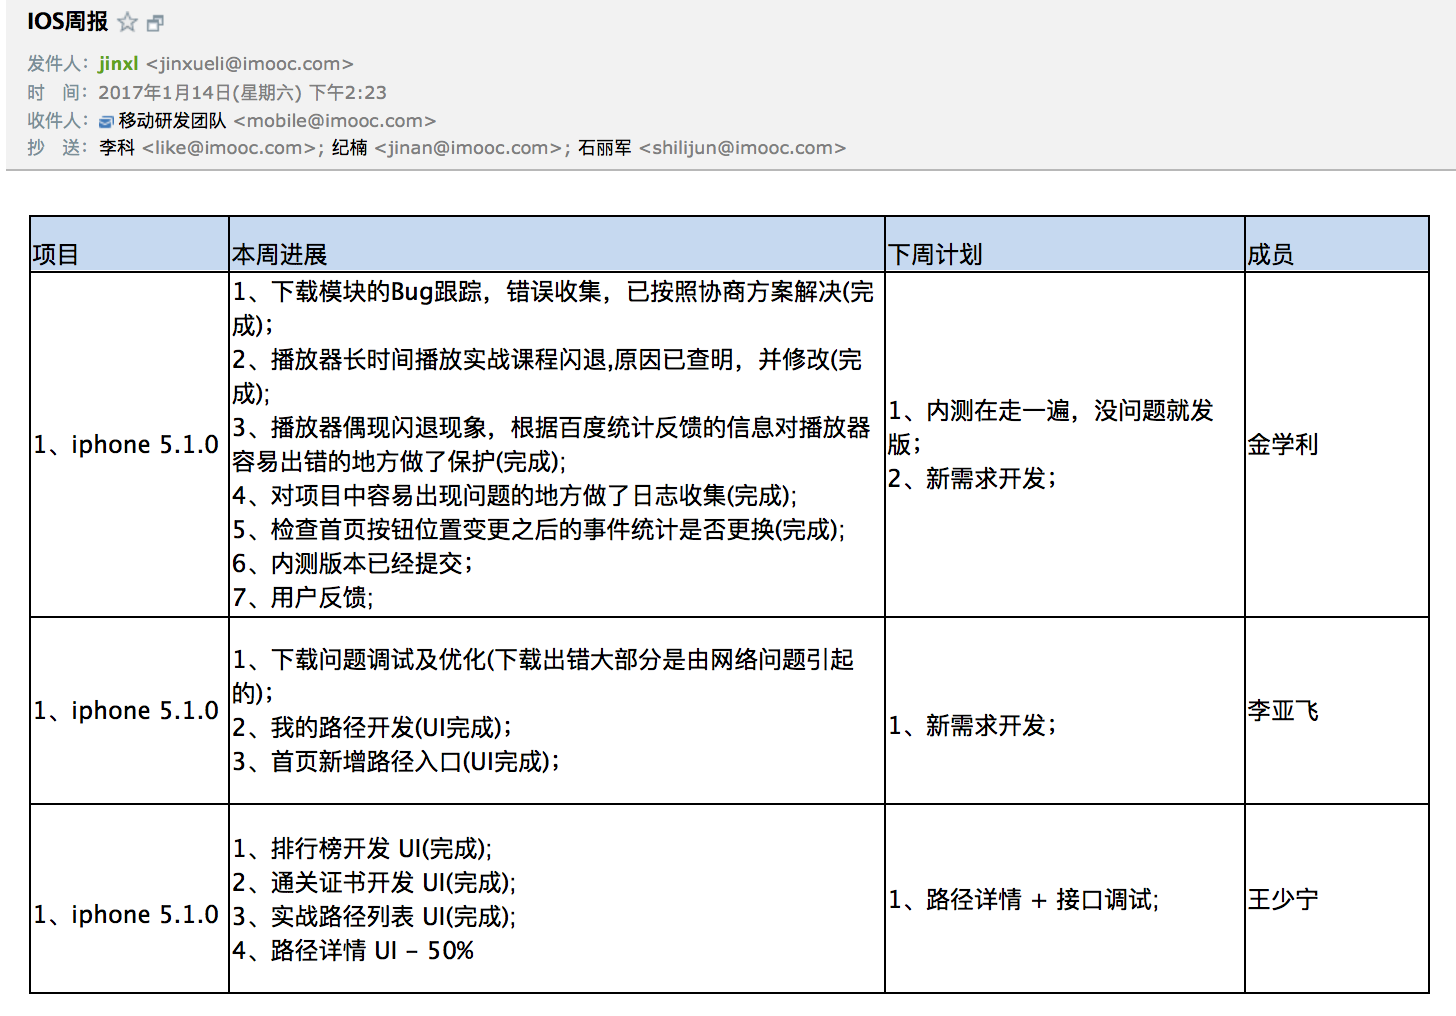 IOS周报
发件人：jinxl <jinxueli@imooc.com>
时 间：2017年1月14日(星期六) 下午2:23
收件人：移动研发团队 <mobile@imooc.com>
抄 送：李科 <like@imooc.com>; 纪楠 <jinan@imooc.com>; 石丽军 <shilijun@imooc.com>
项目 本周进展 下周计划 成员
1、iphone 5.1.0
1、下载模块的Bug跟踪，错误收集，已按照协商方案解决(完
成)；
2、播放器长时间播放实战课程闪退,原因已查明，并修改(完
成);
3、播放器偶现闪退现象，根据百度统计反馈的信息对播放器
容易出错的地方做了保护(完成);
4、对项目中容易出现问题的地方做了日志收集(完成);
5、检查首页按钮位置变更之后的事件统计是否更换(完成);
6、内测版本已经提交；
7、用户反馈;
1、内测在走一遍，没问题就发
版；
2、新需求开发；
金学利
1、iphone 5.1.0
1、下载问题调试及优化(下载出错大部分是由网络问题引起
的)；
2、我的路径开发(UI完成)；
3、首页新增路径入口(UI完成)；
1、新需求开发；
李亚飞
1、iphone 5.1.0
1、排行榜开发 UI(完成);
2、通关证书开发 UI(完成);
3、实战路径列表 UI(完成);
4、路径详情 UI – 50%
1、路径详情 + 接口调试;
王少宁